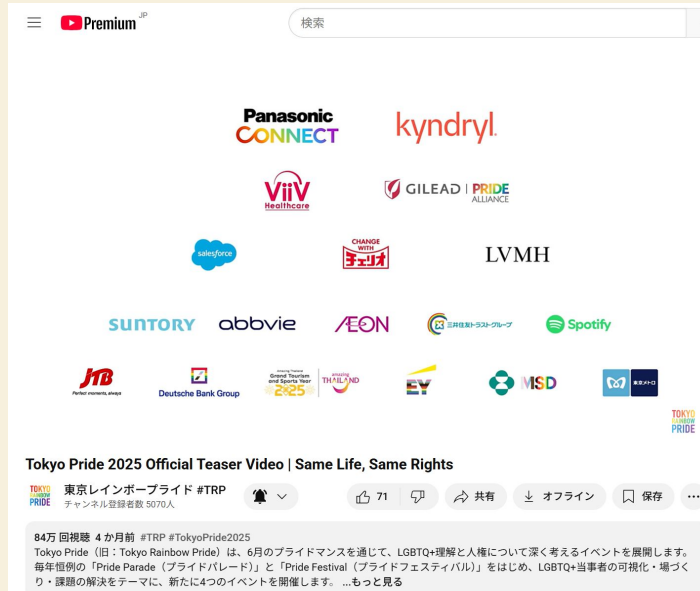 Premium JP
検索
Panasonic
CONNECT
kyndryl.
ViiV
Healthcare
GILEAD | PRIDE
ALLIANCE
salesforce
CHANGE
WITH
チェリオ
LVMH
SUNTORY
abbvie
ÆON
三井住友トラストグループ
Spotify
JTB
Perfect moments, always
Deutsche Bank Group
Amazing Thailand
Grand Tourism
and Sports Year
2025
amazing
THAILAND
EY
MSD
東京メトロ
TOKYO
RAINBOW
PRIDE
Tokyo Pride 2025 Official Teaser Video | Same Life, Same Rights
TOKYO
RAINBOW
PRIDE
東京レインボープライド #TRP
チャンネル登録者数 5070人
71
共有
オフライン
保存
84万 回視聴 4 か月前 #TRP #TokyoPride2025
Tokyo Pride（旧：Tokyo Rainbow Pride）は、6月のプライドマンスを通じて、LGBTQ+理解と人権について深く考えるイベントを展開します。
毎年恒例の「Pride Parade（プライドパレード）」と「Pride Festival（プライドフェスティバル）」をはじめ、LGBTQ+当事者の可視化・場づく
り・課題の解決をテーマに、新たに4つのイベントを開催します。 ...もっと見る